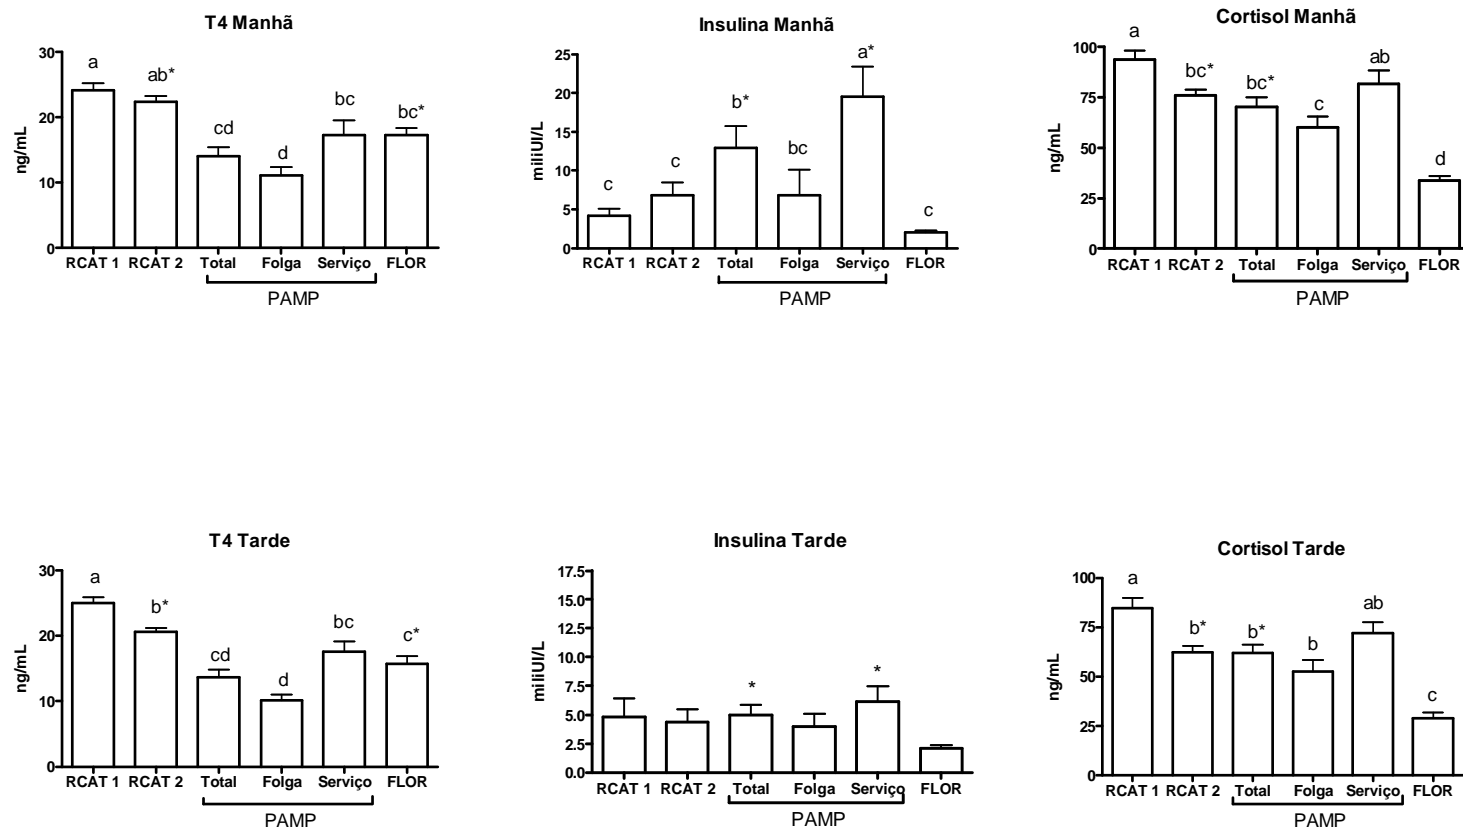 T4 Manhã
30
20
10
0
ng/mL
a
ab*
cd
d
bc
bc*
RCAT 1 RCAT 2 Total Folga Serviço FLOR
PAMP
Insulina Manhã
25
20
15
10
5
0
miliUI/L
c
c
b*
bc
a*
c
RCAT 1 RCAT 2 Total Folga Serviço FLOR
PAMP
Cortisol Manhã
100
75
50
25
0
ng/mL
a
bc*
bc*
c
ab
d
RCAT 1 RCAT 2 Total Folga Serviço FLOR
PAMP
T4 Tarde
30
20
10
0
ng/mL
a
b*
cd
d
bc
c*
RCAT 1 RCAT 2 Total Folga Serviço FLOR
PAMP
Insulina Tarde
17.5
15.0
12.5
10.0
7.5
5.0
2.5
0.0
miliUI/L
*
*
RCAT 1 RCAT 2 Total Folga Serviço FLOR
PAMP
Cortisol Tarde
100
75
50
25
0
ng/mL
a
b*
b*
b
ab
c
RCAT 1 RCAT 2 Total Folga Serviço FLOR
PAMP